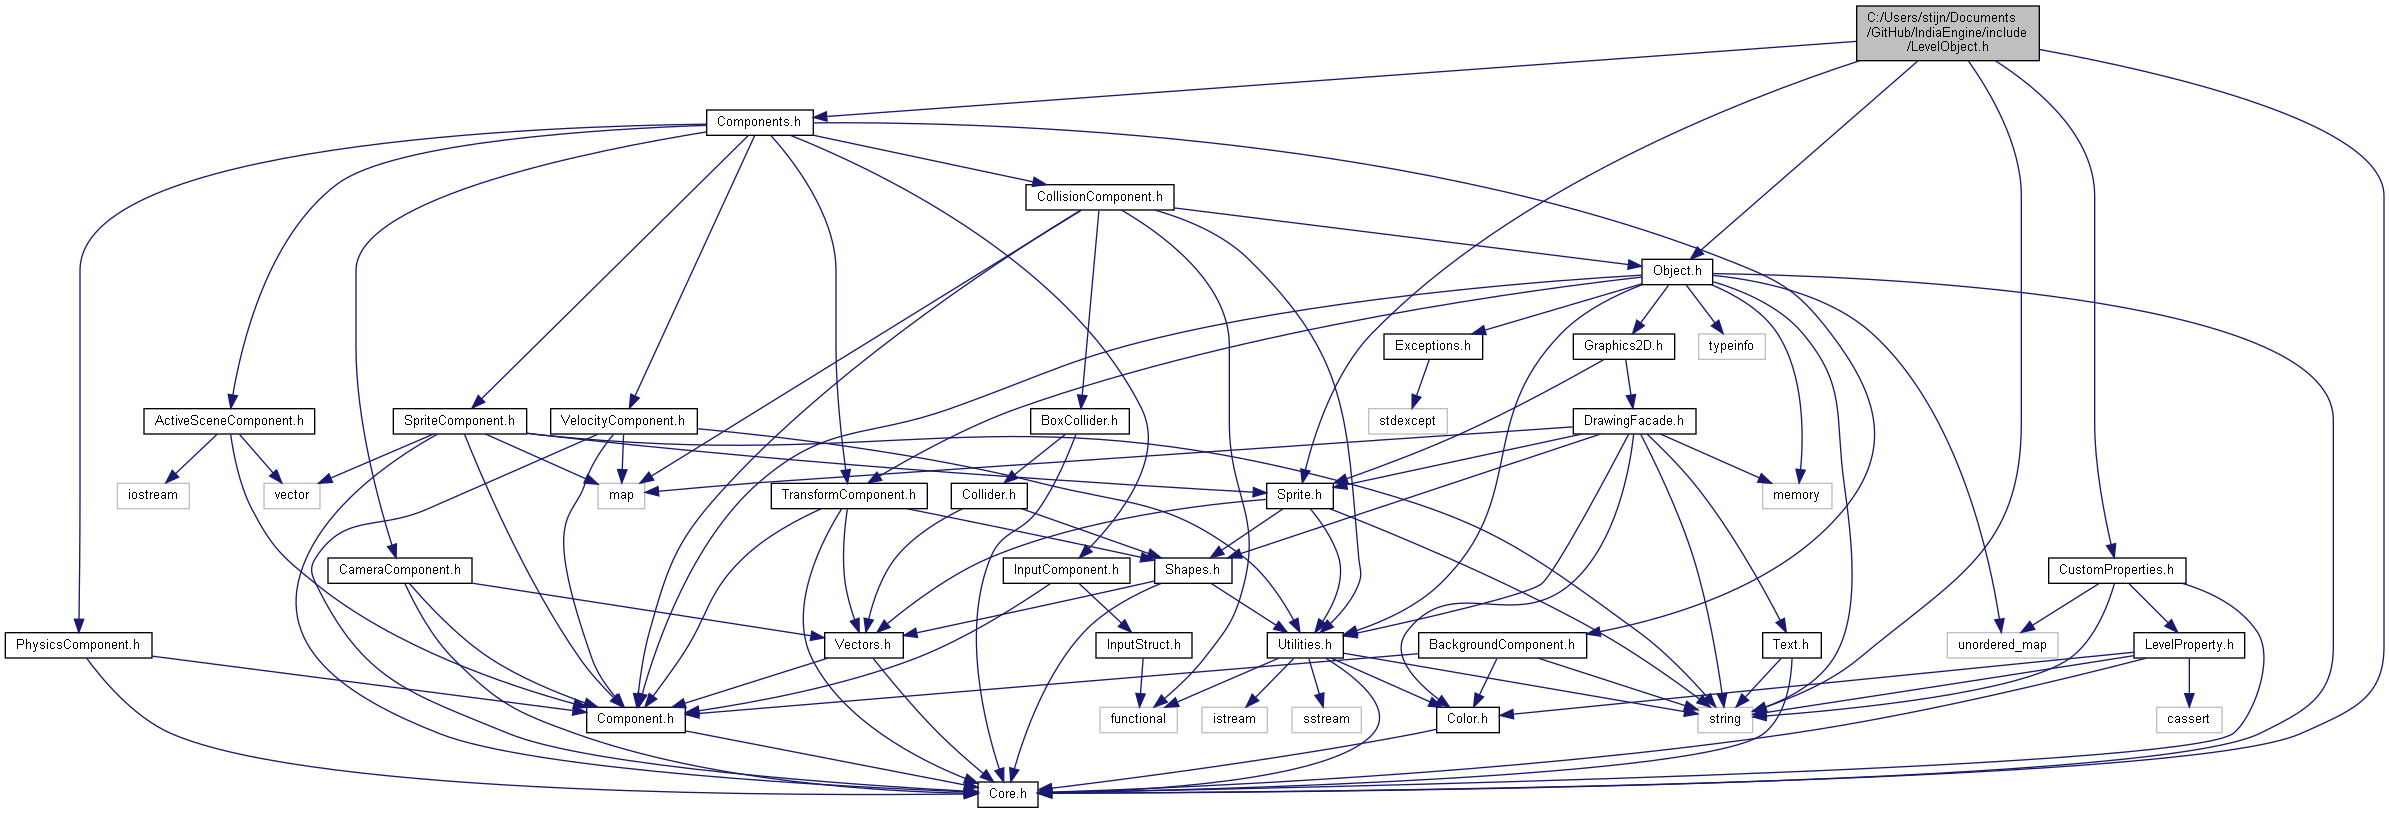 C:/Users/stijn/Documents
/GitHub/IndiaEngine/include
/LevelObject.h
Components.h
CollisionComponent.h
Object.h
Exceptions.h
Graphics2D.h
typeinfo
ActiveSceneComponent.h
SpriteComponent.h
VelocityComponent.h
BoxCollider.h
stdexcept
DrawingFacade.h
iostream
vector
map
TransformComponent.h
Collider.h
Sprite.h
memory
CameraComponent.h
InputComponent.h
Shapes.h
CustomProperties.h
PhysicsComponent.h
Vectors.h
InputStruct.h
Utilities.h
BackgroundComponent.h
Text.h
unordered_map
LevelProperty.h
Component.h
functional
istream
sstream
Color.h
string
cassert
Core.h